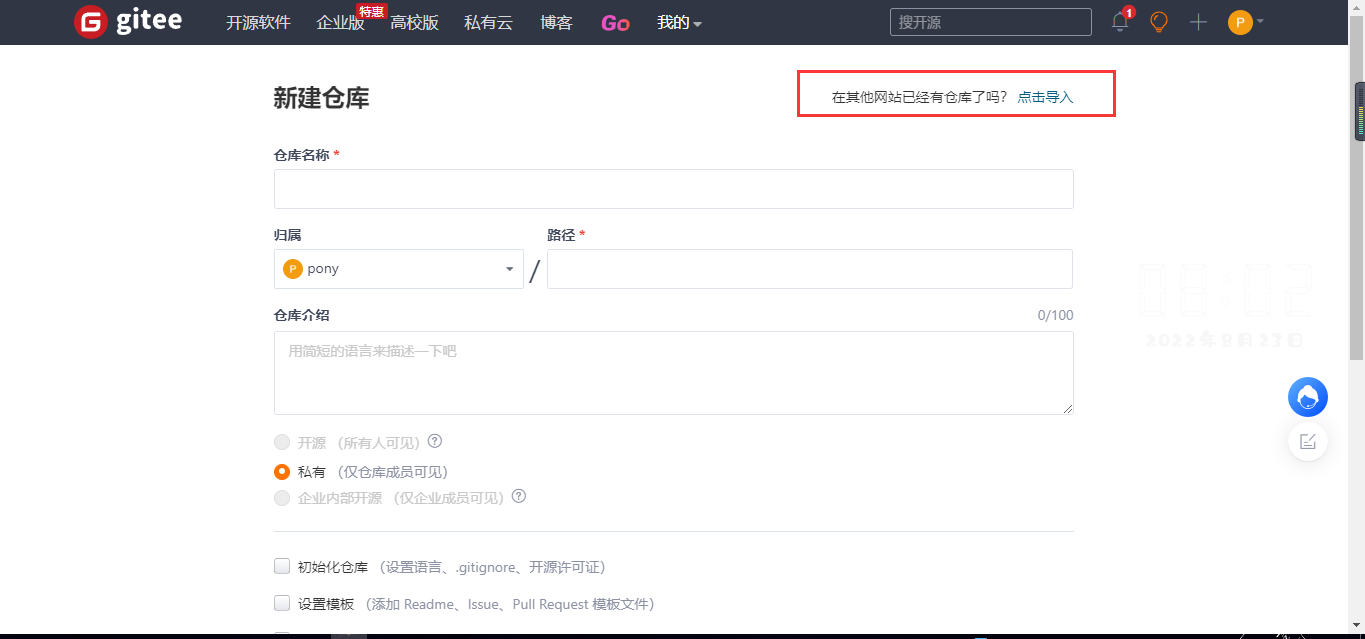 gitee 开源软件 企业版 特惠 高校版 私有云 博客 Go 我的 搜开源 1 P
新建仓库
在其他网站已经有仓库了吗? 点击导入
仓库名称 *
归属 路径 *
P pony /
08:02
仓库介绍 0/100
2022年8月23日
用简短的语言来描述一下吧
开源 (所有人可见) ?
私有 (仅仓库成员可见)
企业内部开源 (仅企业成员可见) ?
初始化仓库 (设置语言、.gitignore、开源许可证)
设置模板 (添加 Readme、Issue、Pull Request 模板文件)